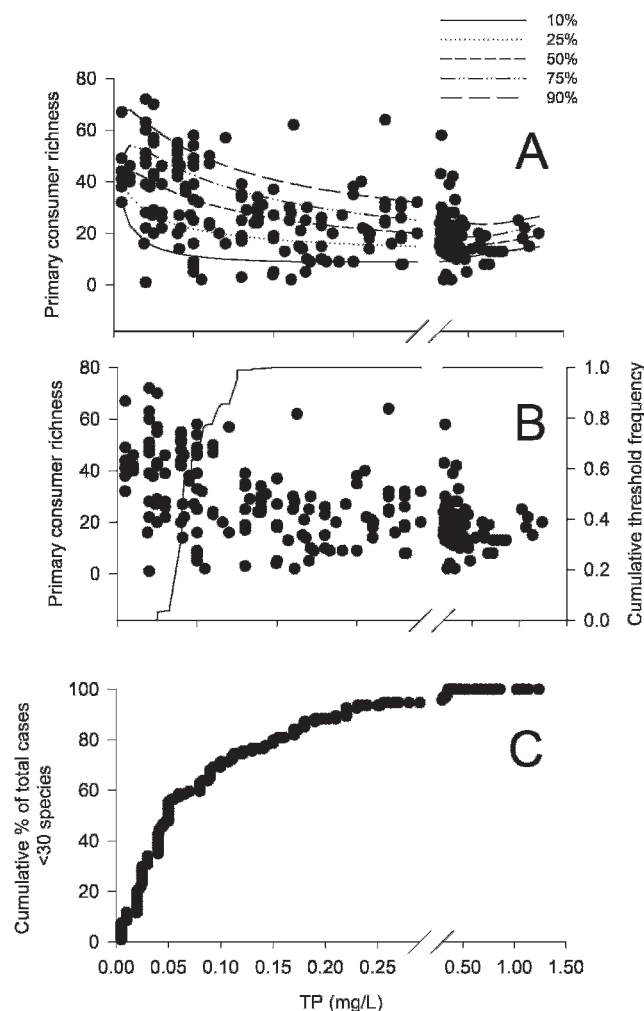 10%
25%
50%
75%
90%
80
60
40
20
0
Primary consumer richness
A
80
60
40
20
0
Primary consumer richness
B
1.0
0.8
0.6
0.4
0.2
0.0
Cumulative threshold frequency
100
80
60
40
20
0
Cumulative % of total cases
<30 species
C
0.00 0.05 0.10 0.15 0.20 0.25 0.50 1.00 1.50
TP (mg/L)